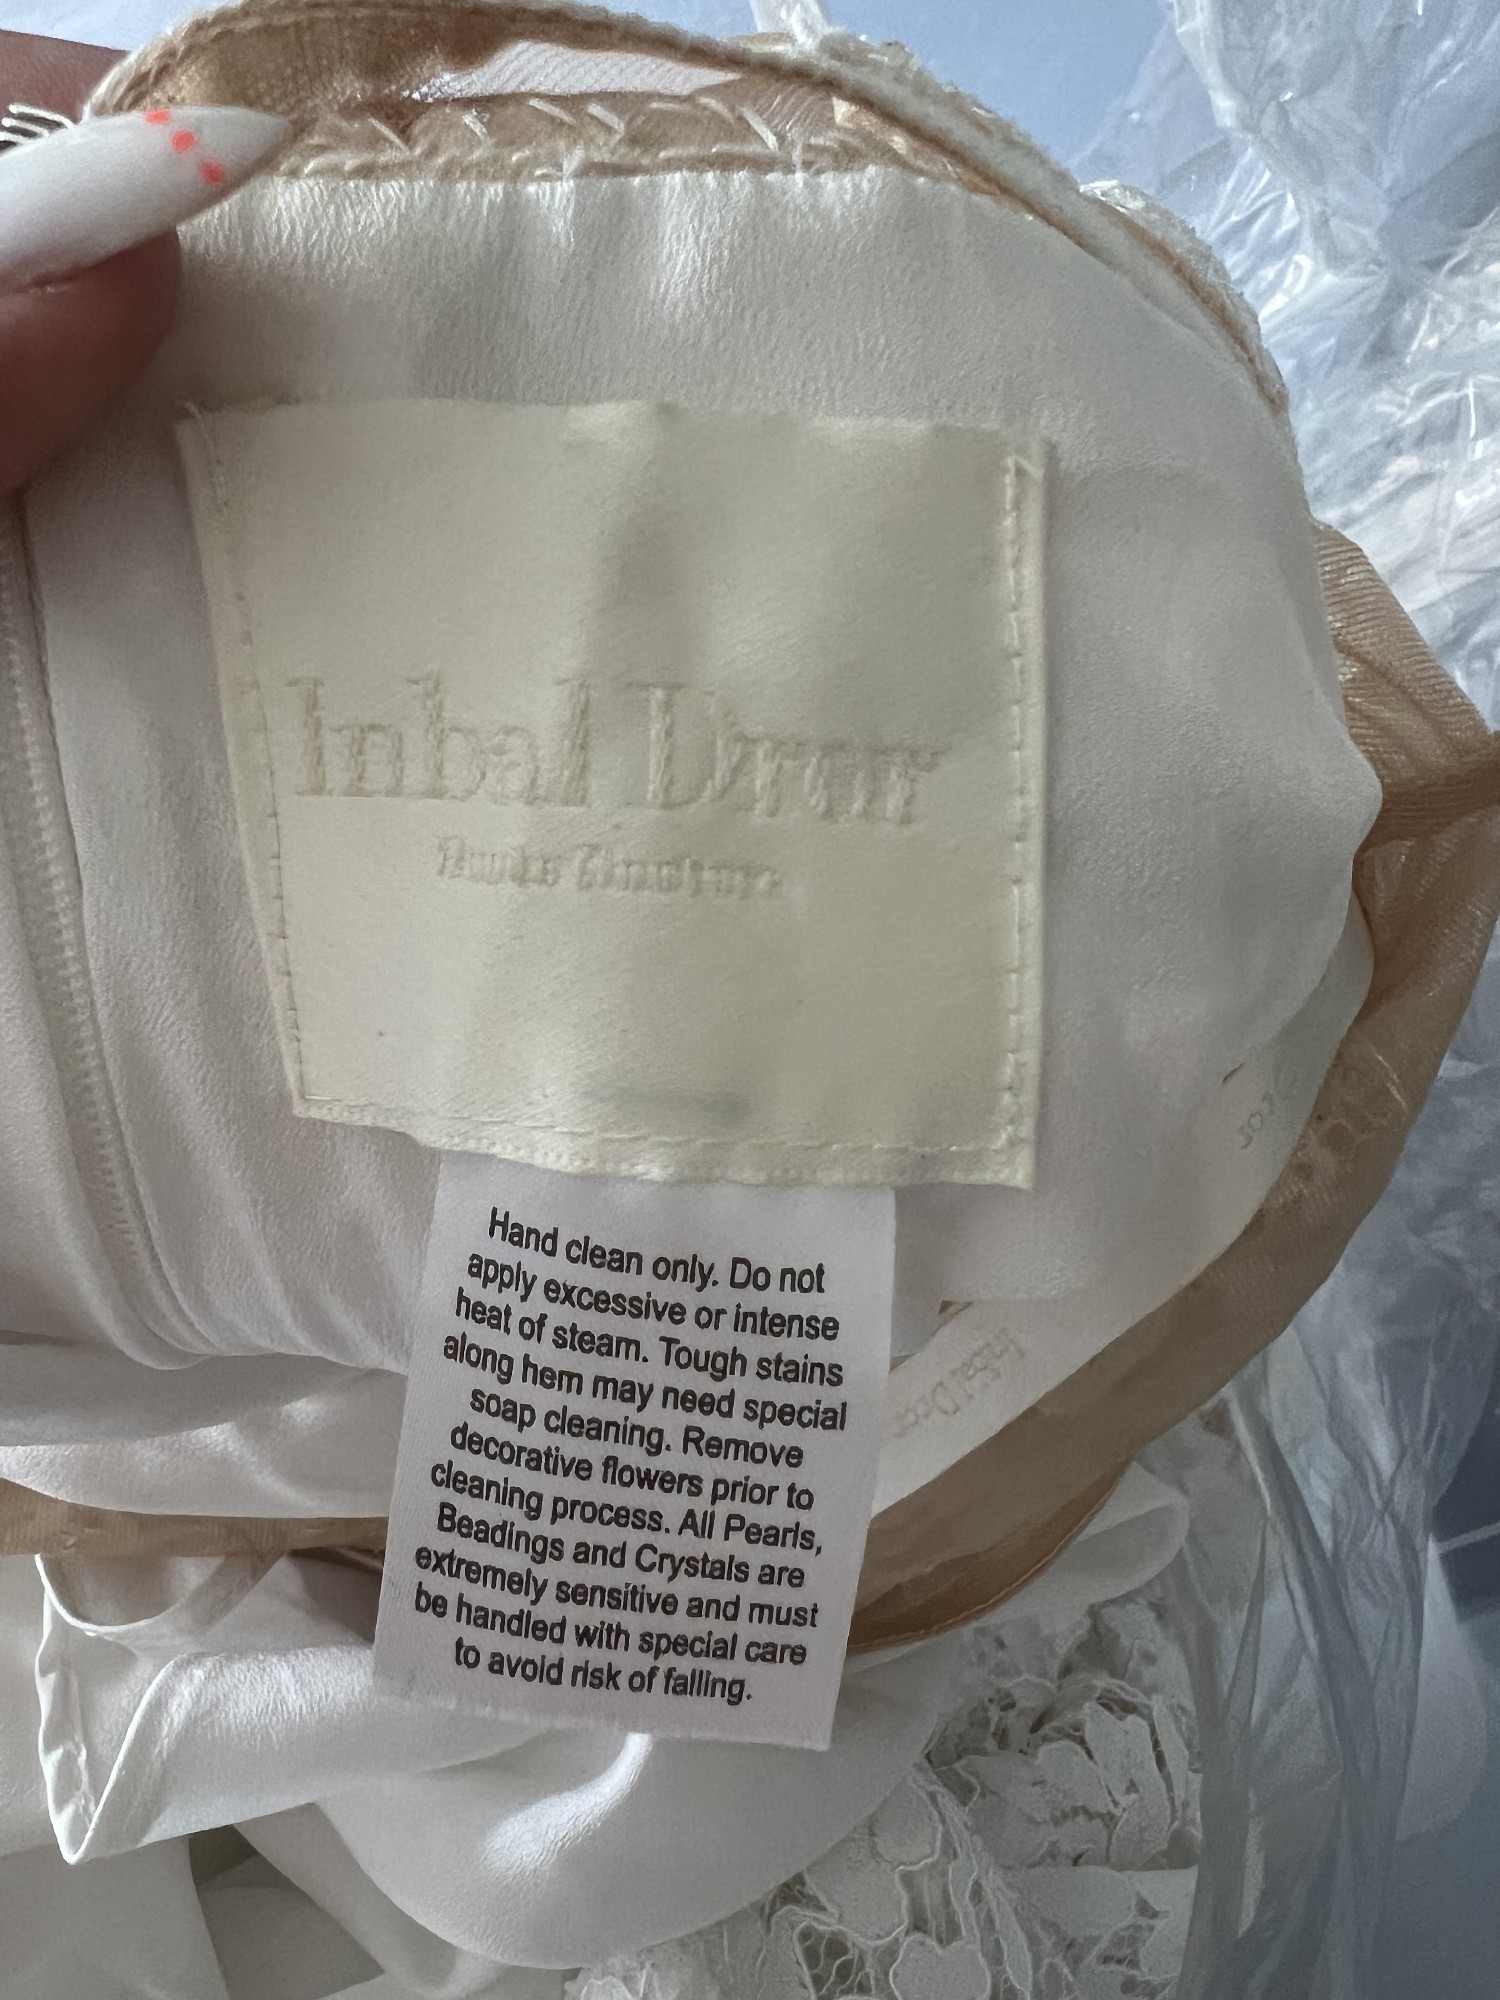 Inbal Dror
Haute Couture
Hand clean only. Do not
apply excessive or intense
heat of steam. Tough stains
along hem may need special
soap cleaning. Remove
decorative flowers prior to
cleaning process. All Pearls,
Beadings and Crystals are
extremely sensitive and must
be handled with special care
to avoid risk of falling.
Inbal Dror